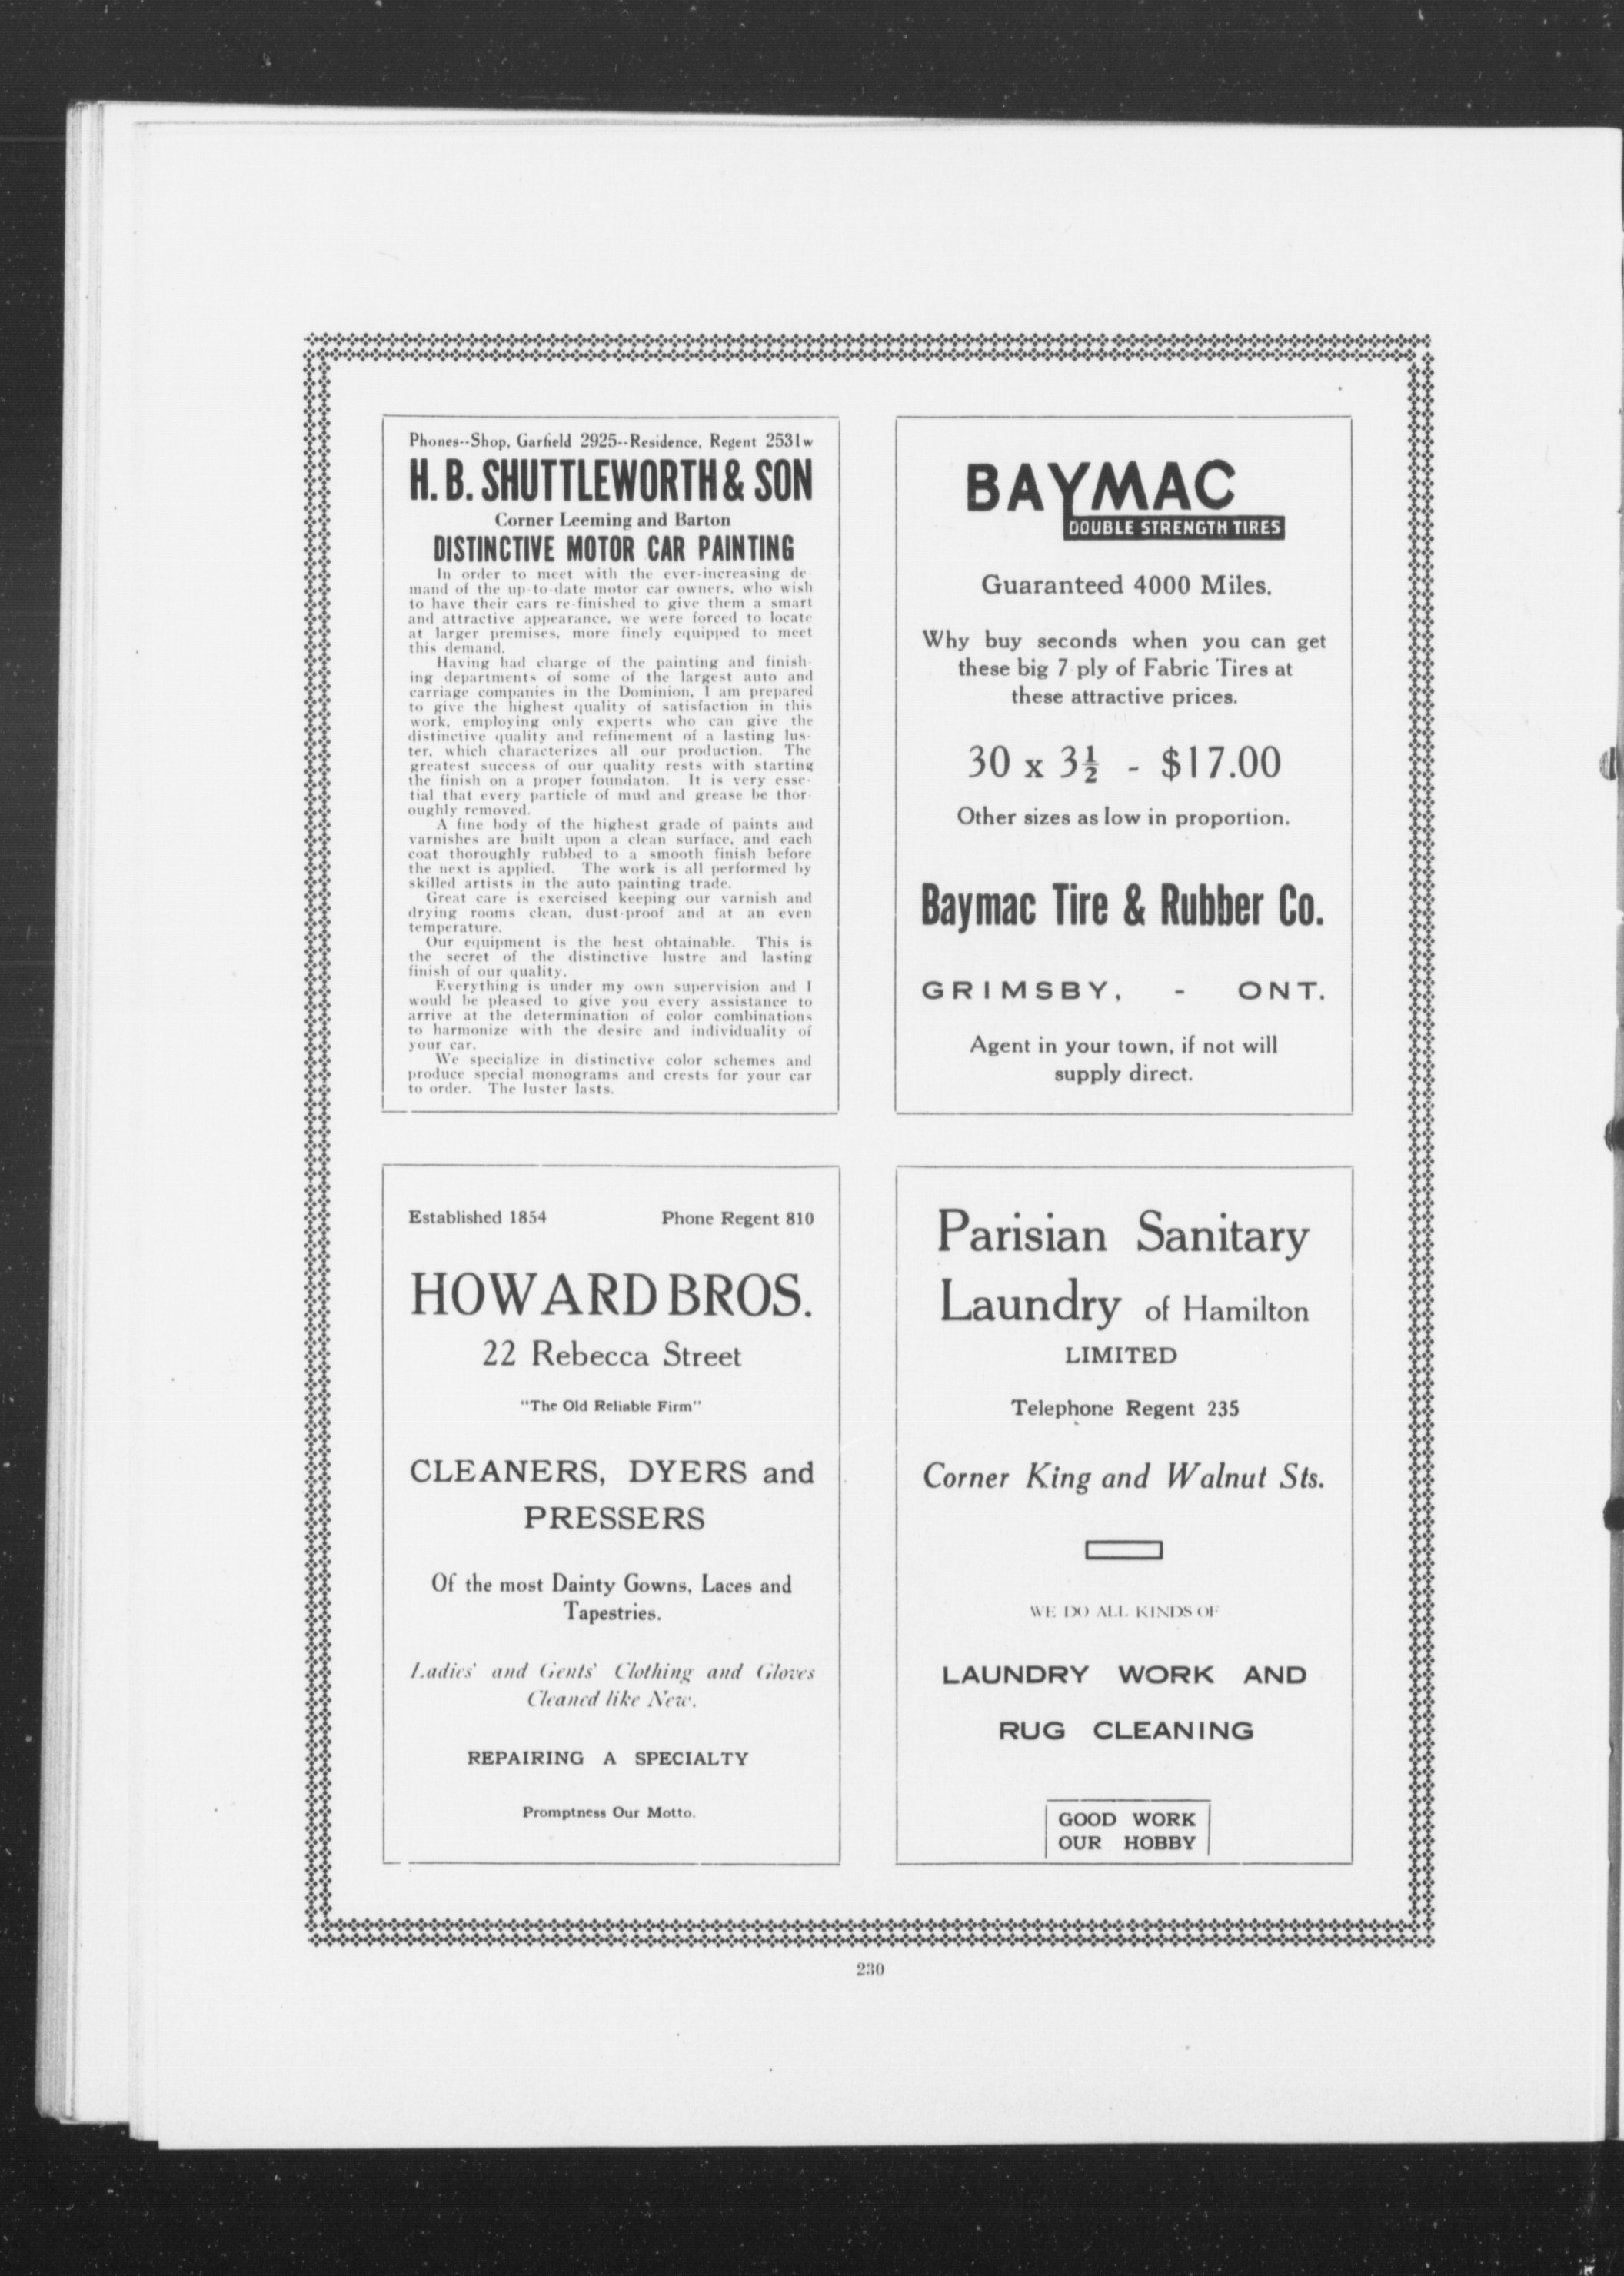 Phones--Shop, Garfield 2925--Residence, Regent 2531w
H. B. SHUTTLEWORTH & SON
Corner Leeming and Barton
DISTINCTIVE MOTOR CAR PAINTING
In order to meet with the ever-increasing de-
mand of the up-to-date motor car owners, who wish
to have their cars re-finished to give them a smart
and attractive appearance, we were forced to locate
at larger premises, more finely equipped to meet
this demand.
Having had charge of the painting and finish-
ing departments of some of the largest auto and
carriage companies in the Dominion, I am prepared
to give the highest quality of satisfaction in this
work, employing only experts who can give the
distinctive quality and refinement of a lasting lus-
ter, which characterizes all our production. The
greatest success of our quality rests with starting
the finish on a proper foundaton. It is very esse-
tial that every particle of mud and grease be thor-
oughly removed.
A fine body of the highest grade of paints and
varnishes are built upon a clean surface, and each
coat thoroughly rubbed to a smooth finish before
the next is applied. The work is all performed by
skilled artists in the auto painting trade.
Great care is exercised keeping our varnish and
drying rooms clean, dust-proof and at an even
temperature.
Our equipment is the best obtainable. This is
the secret of the distinctive lustre and lasting
finish of our quality.
Everything is under my own supervision and I
would be pleased to give you every assistance to
arrive at the determination of color combinations
to harmonize with the desire and individuality of
your car.
We specialize in distinctive color schemes and
produce special monograms and crests for your car
to order. The luster lasts.
BAYMAC
DOUBLE STRENGTH TIRES
Guaranteed 4000 Miles.
Why buy seconds when you can get
these big 7 ply of Fabric Tires at
these attractive prices.
30 x 3½ - $17.00
Other sizes as low in proportion.
Baymac Tire & Rubber Co.
GRIMSBY, - ONT.
Agent in your town, if not will
supply direct.
Established 1854 Phone Regent 810
HOWARD BROS.
22 Rebecca Street
"The Old Reliable Firm"
CLEANERS, DYERS and
PRESSERS
Of the most Dainty Gowns, Laces and
Tapestries.
Ladies' and Gents' Clothing and Gloves
Cleaned like New.
REPAIRING A SPECIALTY
Promptness Our Motto.
Parisian Sanitary
Laundry of Hamilton
LIMITED
Telephone Regent 235
Corner King and Walnut Sts.
WE DO ALL KINDS OF
LAUNDRY WORK AND
RUG CLEANING
GOOD WORK
OUR HOBBY
230